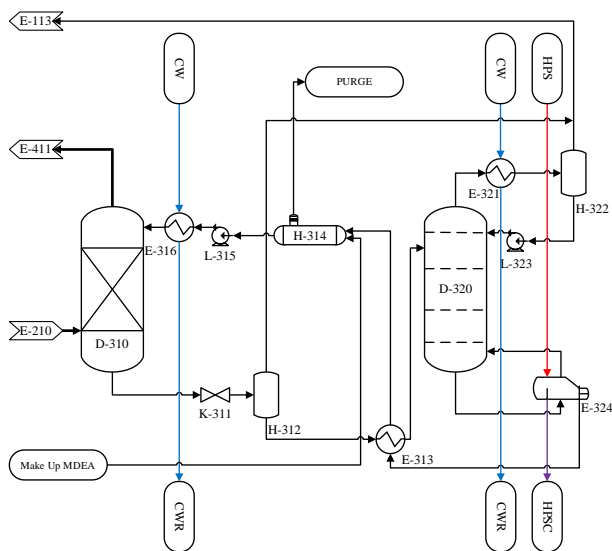 E-113
CW
CW
HPS
PURGE
E-411
E-321
H-322
H-314
E-316
L-315
L-323
D-320
E-210
D-310
K-311
E-324
H-312
E-313
Make Up MDEA
CWR
CWR
HPSC